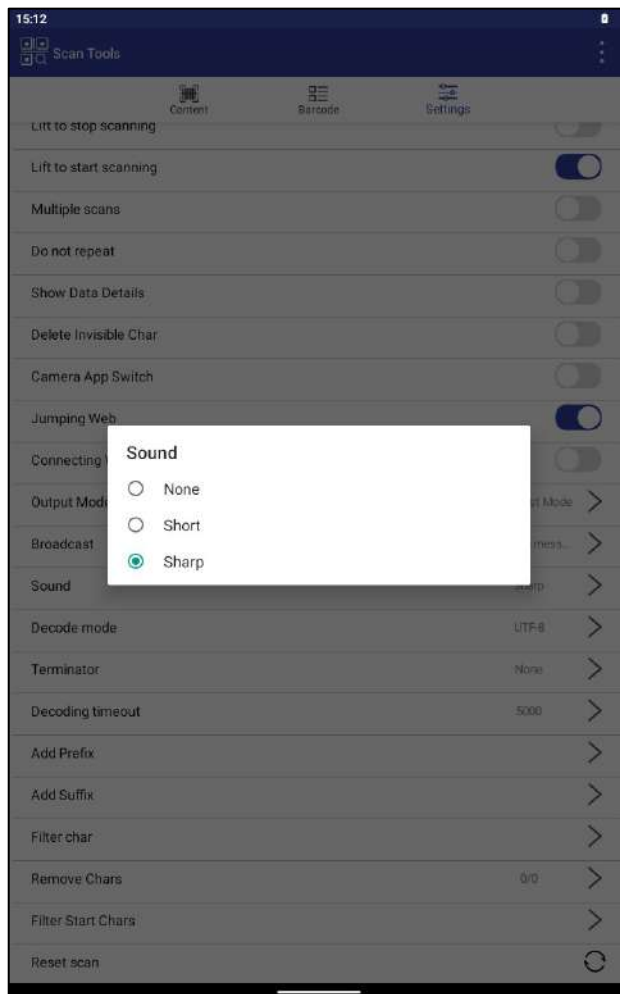 15:12
Scan Tools
Content Barcode Settings
Lift to stop scanning
Lift to start scanning
Multiple scans
Do not repeat
Show Data Details
Delete Invisible Char
Camera App Switch
Jumping Web
Sound
Connecting
None
Output Mode
Short
Broadcast mess...
Sharp
Sound Sharp
Decode mode UTF-8
Terminator None
Decoding timeout 5000
Add Prefix
Add Suffix
Filter char
Remove Chars 0/0
Filter Start Chars
Reset scan